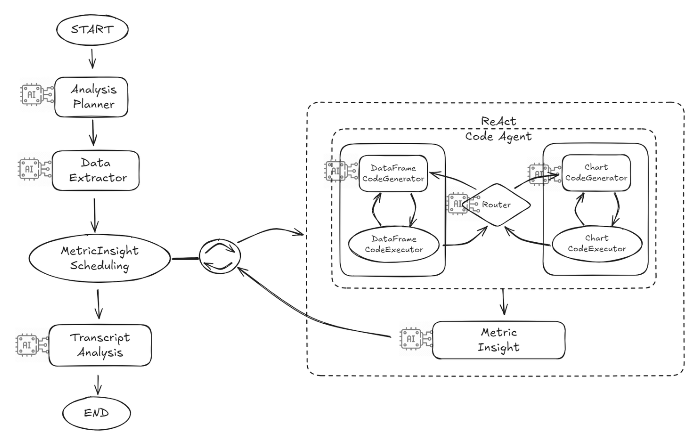 START
AI
Analysis
Planner
AI
Data
Extractor
MetricInsight
Scheduling
AI
Transcript
Analysis
END
ReAct
Code Agent
AI
DataFrame
CodeGenerator
DataFrame
CodeExecutor
AI
Router
AI
Chart
CodeGenerator
Chart
CodeExecutor
AI
Metric
Insight